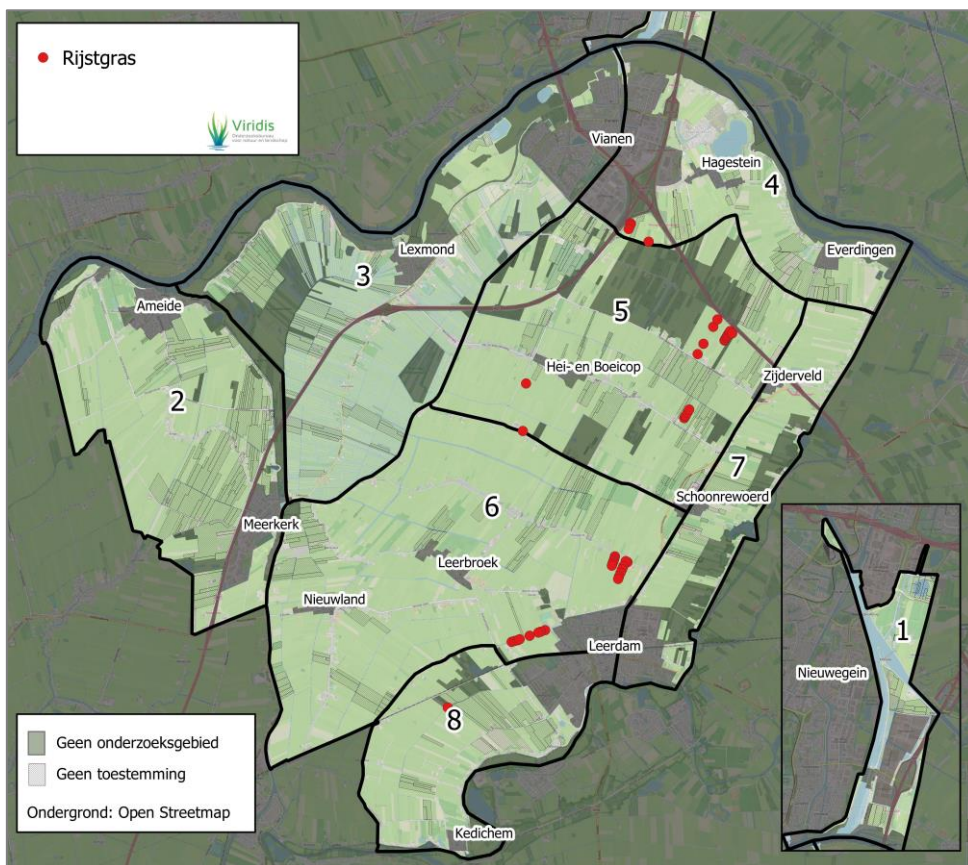 Rijstgras
Viridis
Vianen
Hagestein
4
Everdingen
Lexmond
3
Ameide
5
Hei- en Boeicop
Zijderveld
2
7
Schoonrewoerd
6
Meerkerk
Leerbroek
Nieuwland
Leerdam
8
Kedichem
1
Nieuwegein
Geen onderzoeksgebied
Geen toestemming
Ondergrond: Open Streetmap